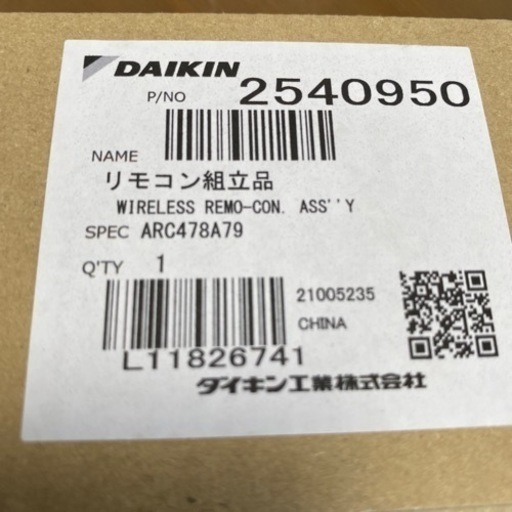 DAIKIN
P/NO 2540950
NAME
リモコン組立品
WIRELESS REMO-CON. ASS''Y
SPEC ARC478A79
Q'TY 1
21005235
CHINA
L11826741
ダイキン工業株式会社